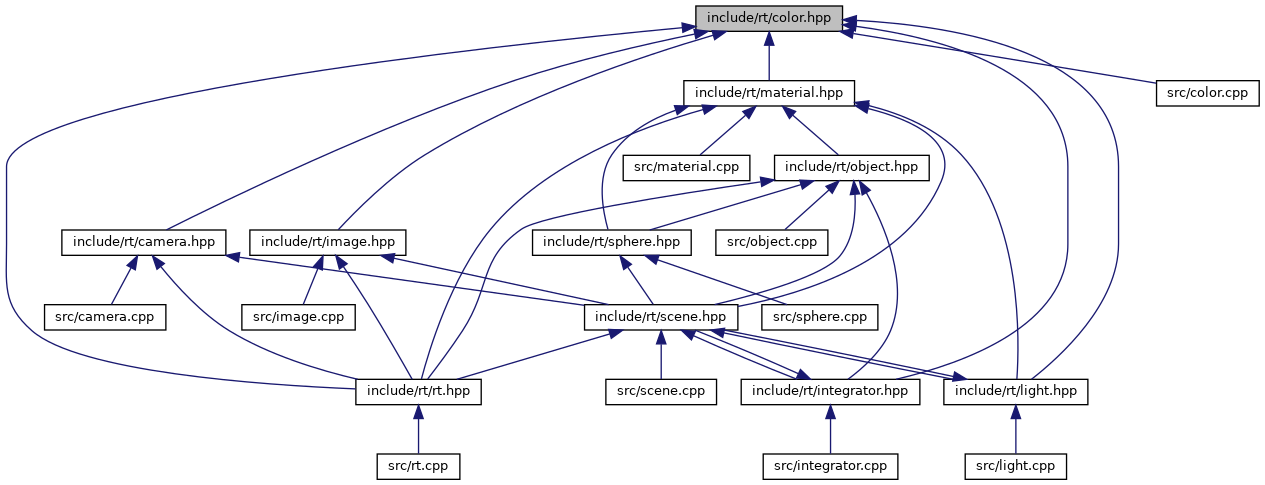 include/rt/color.hpp
include/rt/material.hpp
src/color.cpp
src/material.cpp
include/rt/object.hpp
include/rt/camera.hpp
include/rt/image.hpp
include/rt/sphere.hpp
src/object.cpp
src/camera.cpp
src/image.cpp
include/rt/scene.hpp
src/sphere.cpp
include/rt/rt.hpp
src/scene.cpp
include/rt/integrator.hpp
include/rt/light.hpp
src/rt.cpp
src/integrator.cpp
src/light.cpp